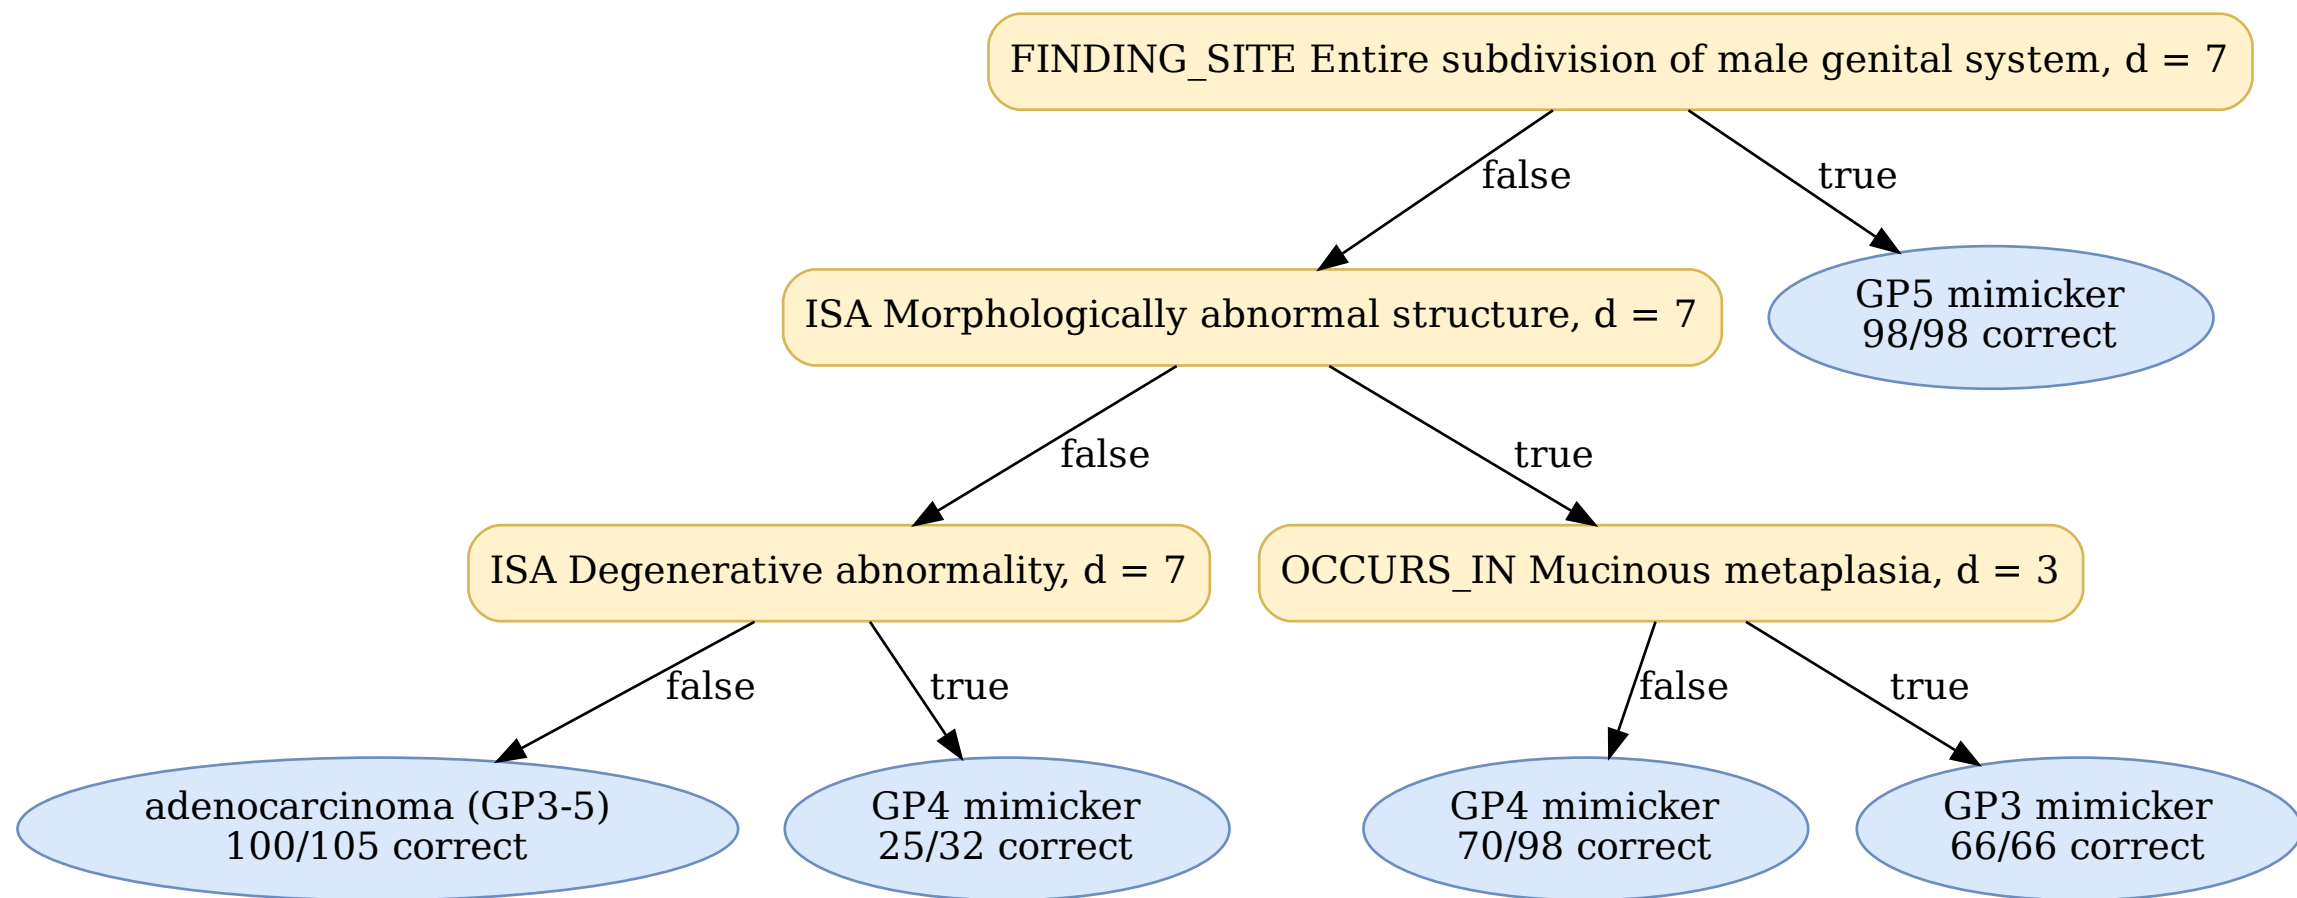 FINDING_SITE Entire subdivision of male genital system, d = 7
false
true
ISA Morphologically abnormal structure, d = 7
GP5 mimicker
98/98 correct
false
true
ISA Degenerative abnormality, d = 7
OCCURS_IN Mucinous metaplasia, d = 3
false
true
false
true
adenocarcinoma (GP3-5)
100/105 correct
GP4 mimicker
25/32 correct
GP4 mimicker
70/98 correct
GP3 mimicker
66/66 correct